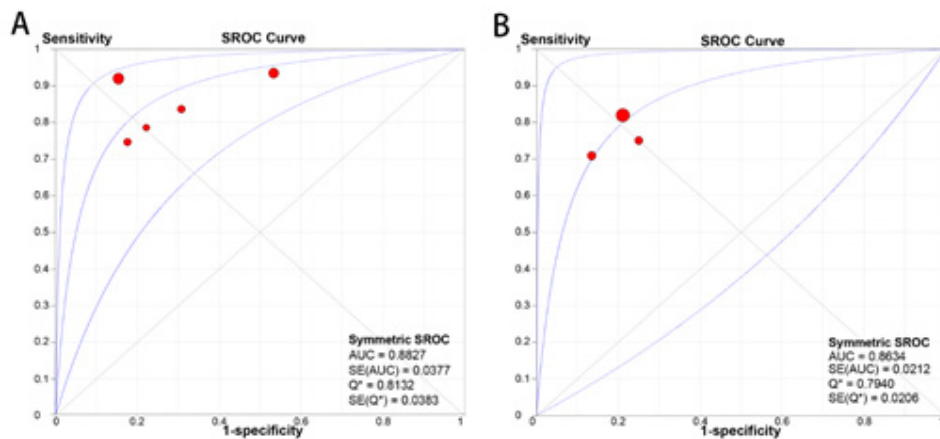 A
Sensitivity
SROC Curve
1
0.9
0.8
0.7
0.6
0.5
0.4
0.3
0.2
0.1
0
Symmetric SROC
AUC = 0.8827
SE(AUC) = 0.0377
Q* = 0.8132
SE(Q*) = 0.0383
0 0.2 0.4 0.6 0.8 1
1-specificity
B
Sensitivity
SROC Curve
1
0.9
0.8
0.7
0.6
0.5
0.4
0.3
0.2
0.1
0
Symmetric SROC
AUC = 0.8634
SE(AUC) = 0.0212
Q* = 0.7940
SE(Q*) = 0.0206
0 0.2 0.4 0.6 0.8
1-specificity